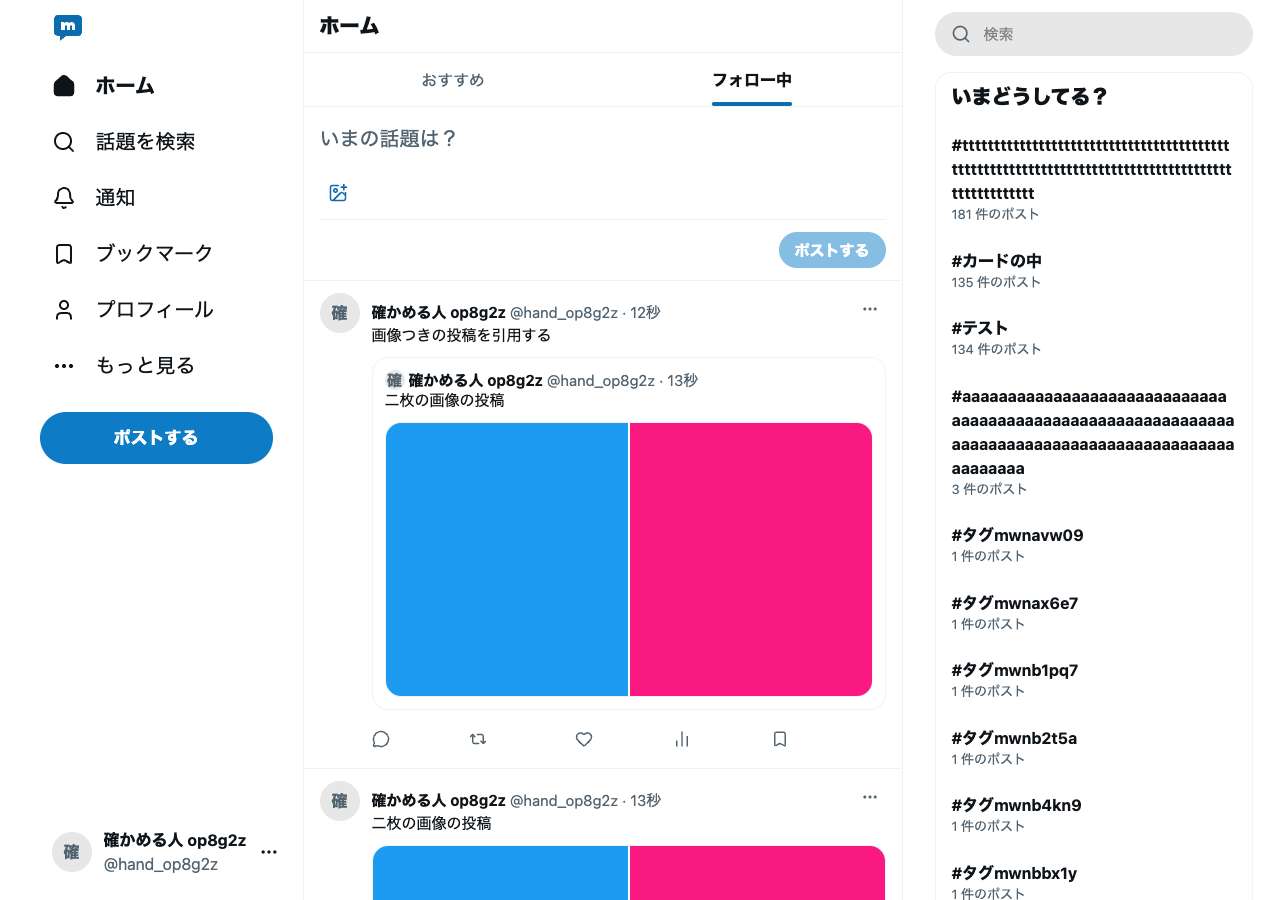 m
ホーム
話題を検索
通知
ブックマーク
プロフィール
もっと見る
ポストする
確
確かめる人 op8g2z
@hand_op8g2z
ホーム
おすすめ
フォロー中
いまの話題は？
ポストする
確
確かめる人 op8g2z @hand_op8g2z · 12秒
画像つきの投稿を引用する
確 確かめる人 op8g2z @hand_op8g2z · 13秒
二枚の画像の投稿
確
確かめる人 op8g2z @hand_op8g2z · 13秒
二枚の画像の投稿
検索
いまどうしてる？
181 件のポスト
#カードの中
135 件のポスト
#テスト
134 件のポスト
3 件のポスト
#タグmwnavw09
1 件のポスト
#タグmwnax6e7
1 件のポスト
#タグmwnb1pq7
1 件のポスト
#タグmwnb2t5a
1 件のポスト
#タグmwnb4kn9
1 件のポスト
#タグmwnbbx1y
1 件のポスト